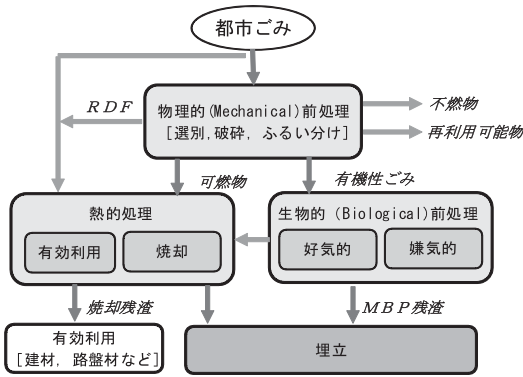 都市ごみ
物理的(Mechanical)前処理
[選別,破砕, ふるい分け]
RDF
不燃物
再利用可能物
可燃物
有機性ごみ
熱的処理
有効利用
焼却
生物的 (Biological)前処理
好気的
嫌気的
焼却残渣
MBP残渣
有効利用
[建材, 路盤材など]
埋立